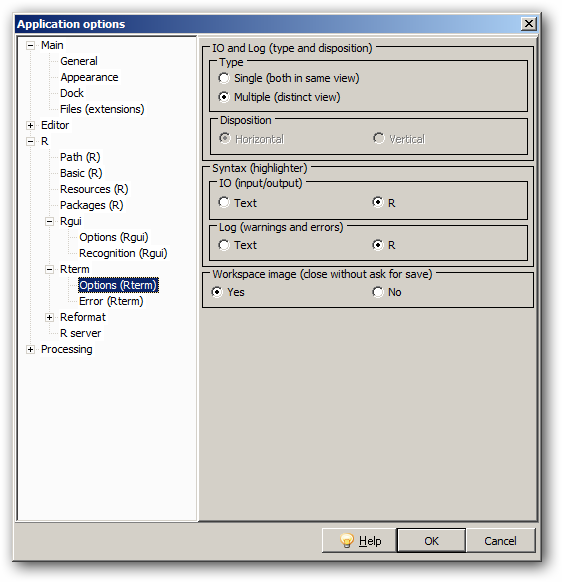 Application options
Main
General
Appearance
Dock
Files (extensions)
Editor
R
Path (R)
Basic (R)
Resources (R)
Packages (R)
Rgui
Options (Rgui)
Recognition (Rgui)
Rterm
Options (Rterm)
Error (Rterm)
Reformat
R server
Processing
IO and Log (type and disposition)
Type
Single (both in same view)
Multiple (distinct view)
Disposition
Horizontal Vertical
Syntax (highlighter)
IO (input/output)
Text R
Log (warnings and errors)
Text R
Workspace image (close without ask for save)
Yes No
Help OK Cancel